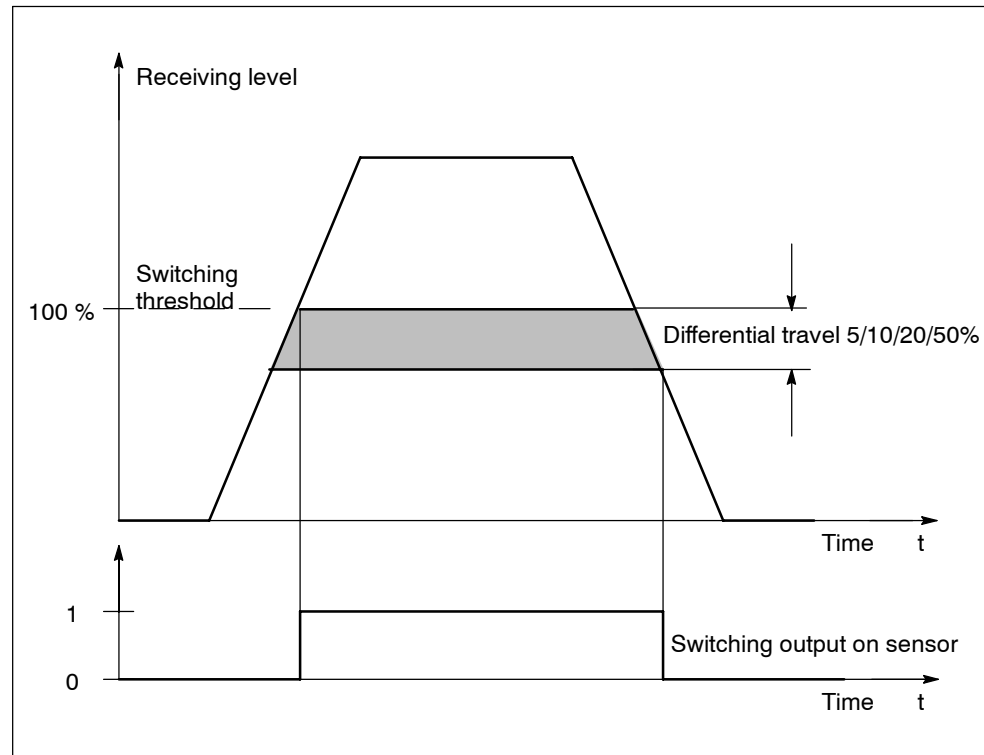 Receiving level
Switching
threshold
100 %
Differential travel 5/10/20/50%
Time t
1
Switching output on sensor
0
Time t